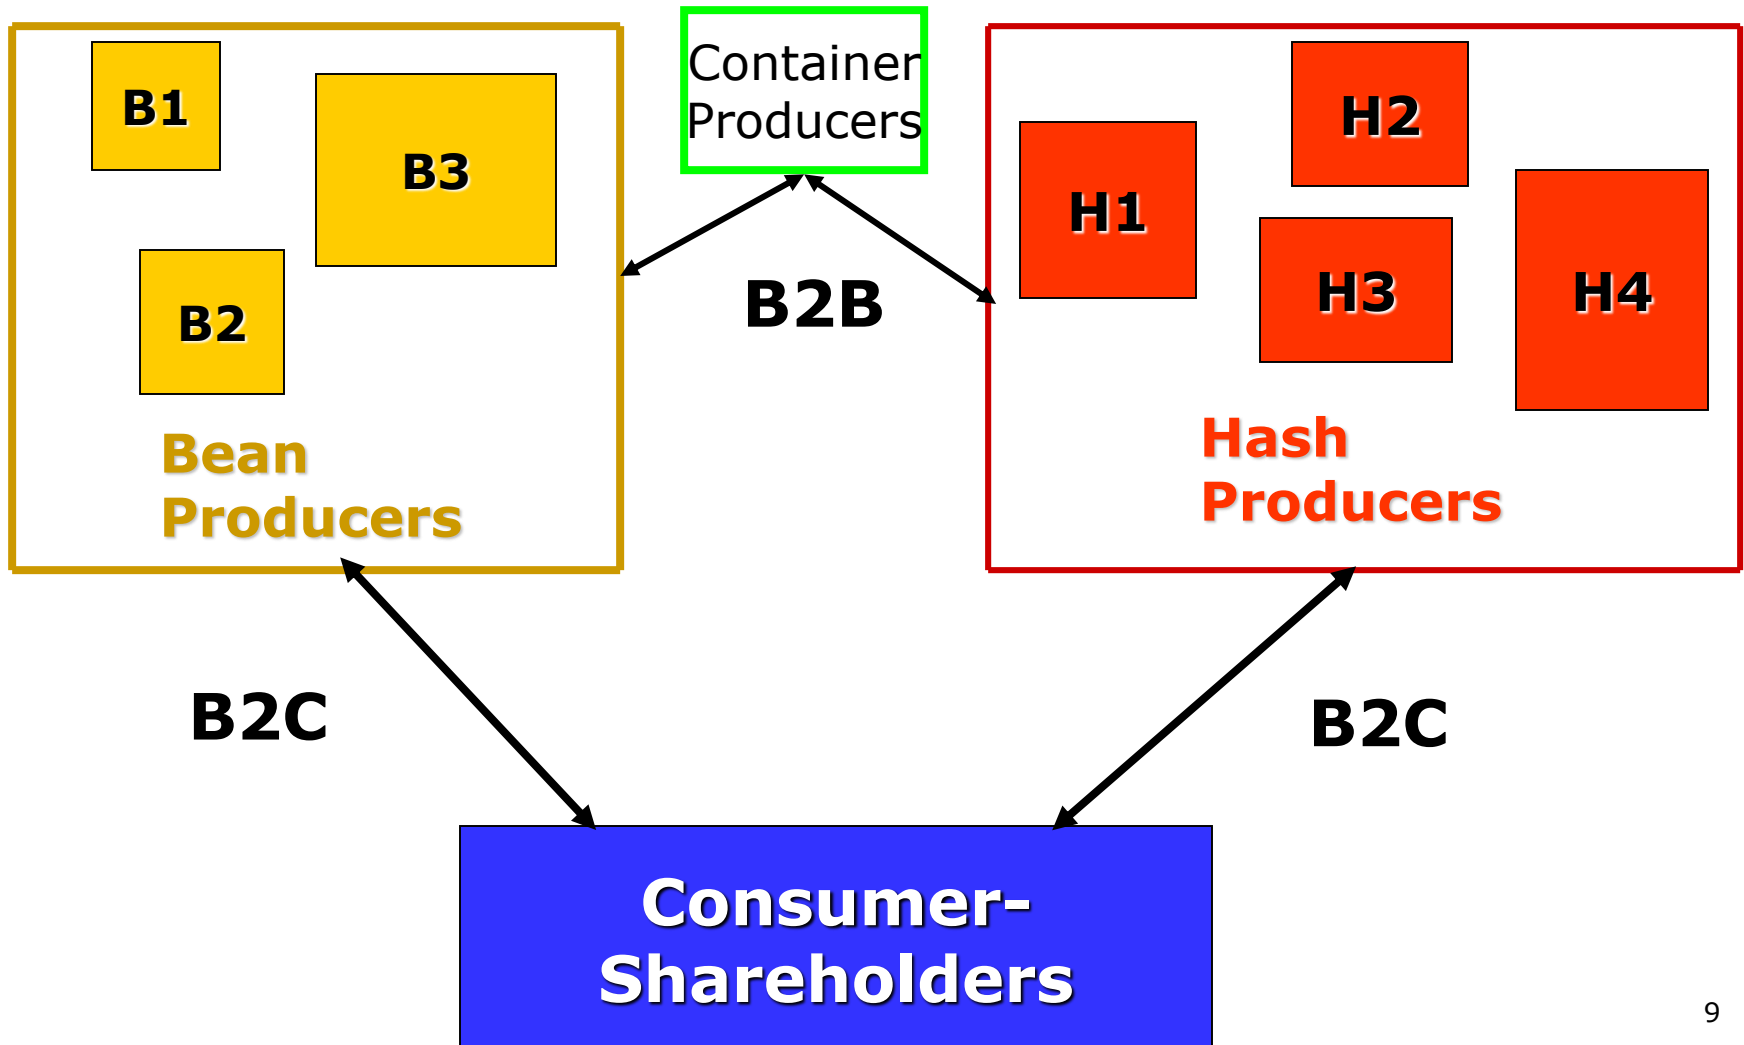 B1
B3
B2
Bean
Producers
Container
Producers
B2B
H2
H1
H3
H4
Hash
Producers
B2C
B2C
Consumer-
Shareholders
9